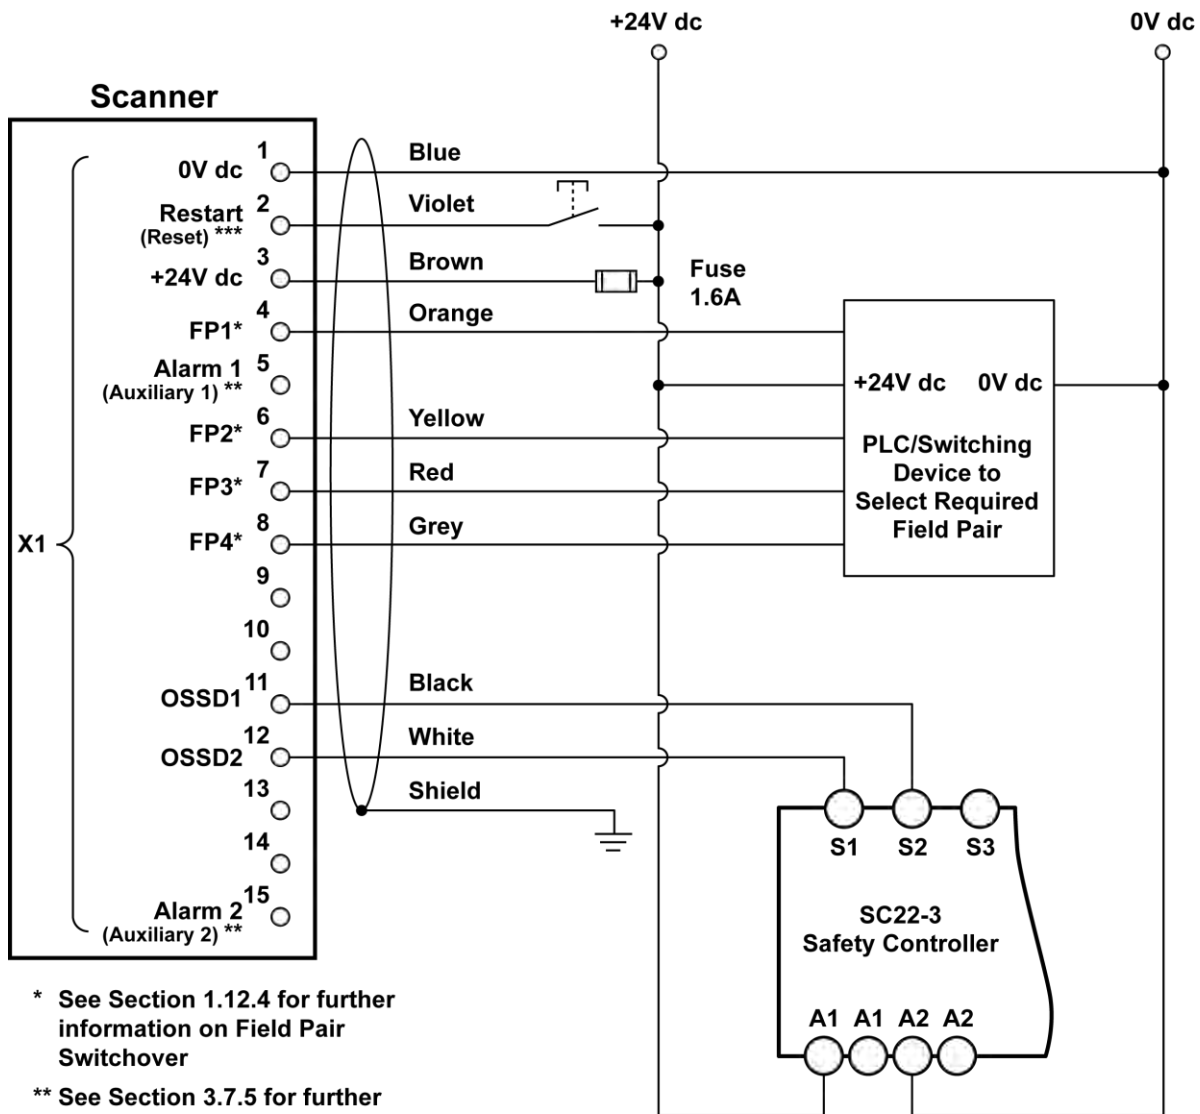 +24V dc 0V dc
Scanner
1 Blue
0V dc
2 Violet
Restart
(Reset) ***
3 Brown
+24V dc
Fuse
1.6A
4 Orange
FP1*
5
Alarm 1
(Auxiliary 1) **
+24V dc 0V dc
6 Yellow
FP2*
PLC/Switching
Device to
Select Required
Field Pair
7 Red
FP3*
8 Grey
FP4*
X1
9
10
11 Black
OSSD1
12 White
OSSD2
13 Shield
14
15
Alarm 2
(Auxiliary 2) **
S1 S2 S3
SC22-3
Safety Controller
A1 A1 A2 A2
* See Section 1.12.4 for further
information on Field Pair
Switchover
** See Section 3.7.5 for further